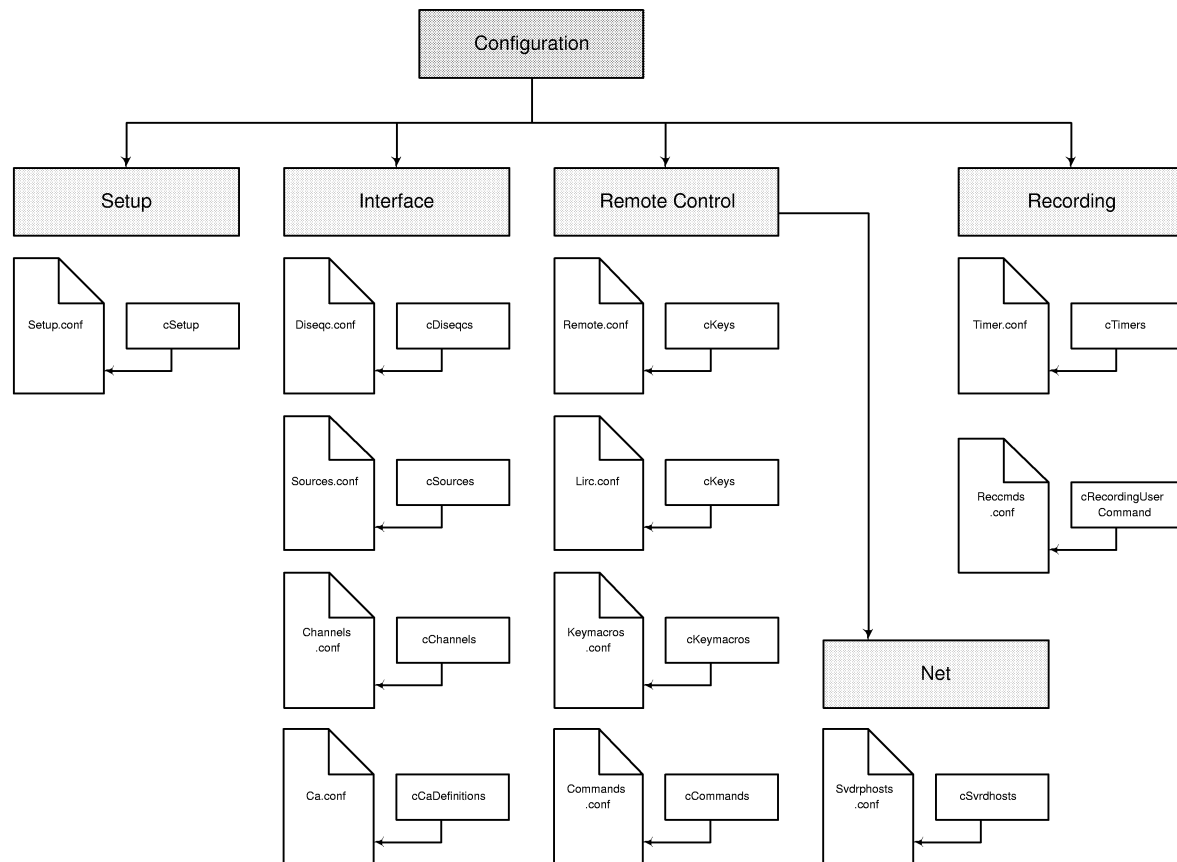 Configuration
Setup
Interface
Remote Control
Recording
Setup.conf
cSetup
Diseqc.conf
cDiseqcs
Remote.conf
cKeys
Timer.conf
cTimers
Sources.conf
cSources
Lirc.conf
cKeys
Reccmds
.conf
cRecordingUser
Command
Channels
.conf
cChannels
Keymacros
.conf
cKeymacros
Net
Ca.conf
cCaDefinitions
Commands
.conf
cCommands
Svdrphosts
.conf
cSvrdhosts